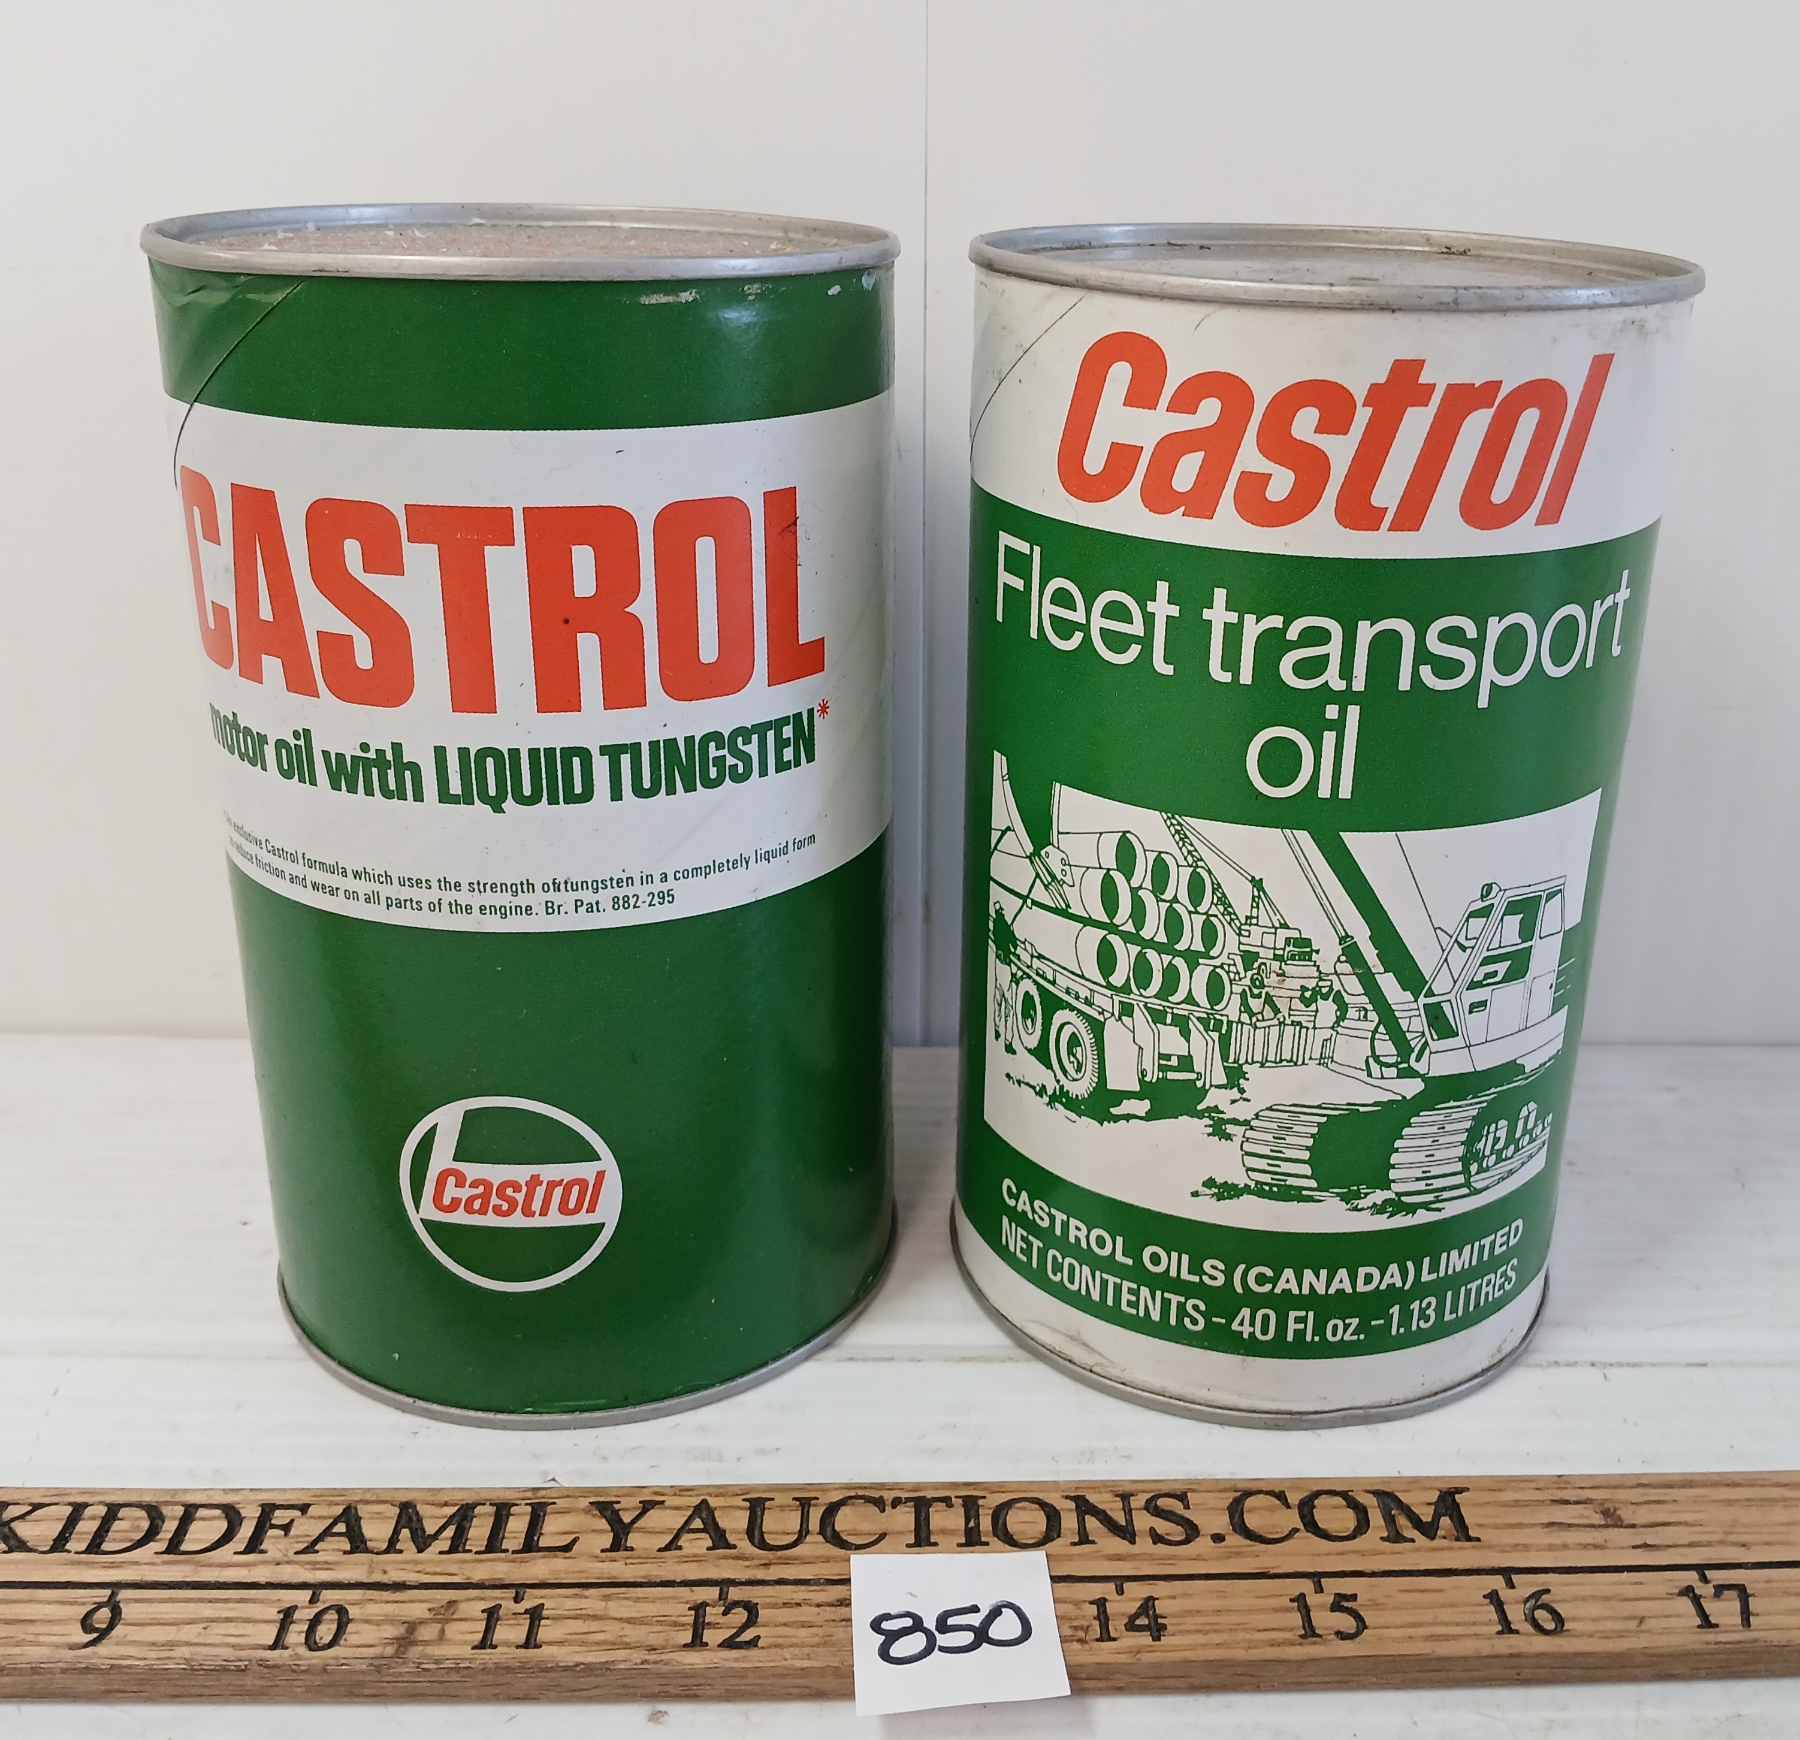 CASTROL
motor oil with LIQUID TUNGSTEN*
exclusive Castrol formula which uses the strength of tungsten in a completely liquid form
reduce friction and wear on all parts of the engine. Br. Pat. 882-295
Castrol
Castrol
Fleet transport
oil
CASTROL OILS (CANADA) LIMITED
NET CONTENTS - 40 Fl. oz. - 1.13 LITRES
KIDDFAMILYAUCTIONS.COM
9 10 11 12 14 15 16 17
850